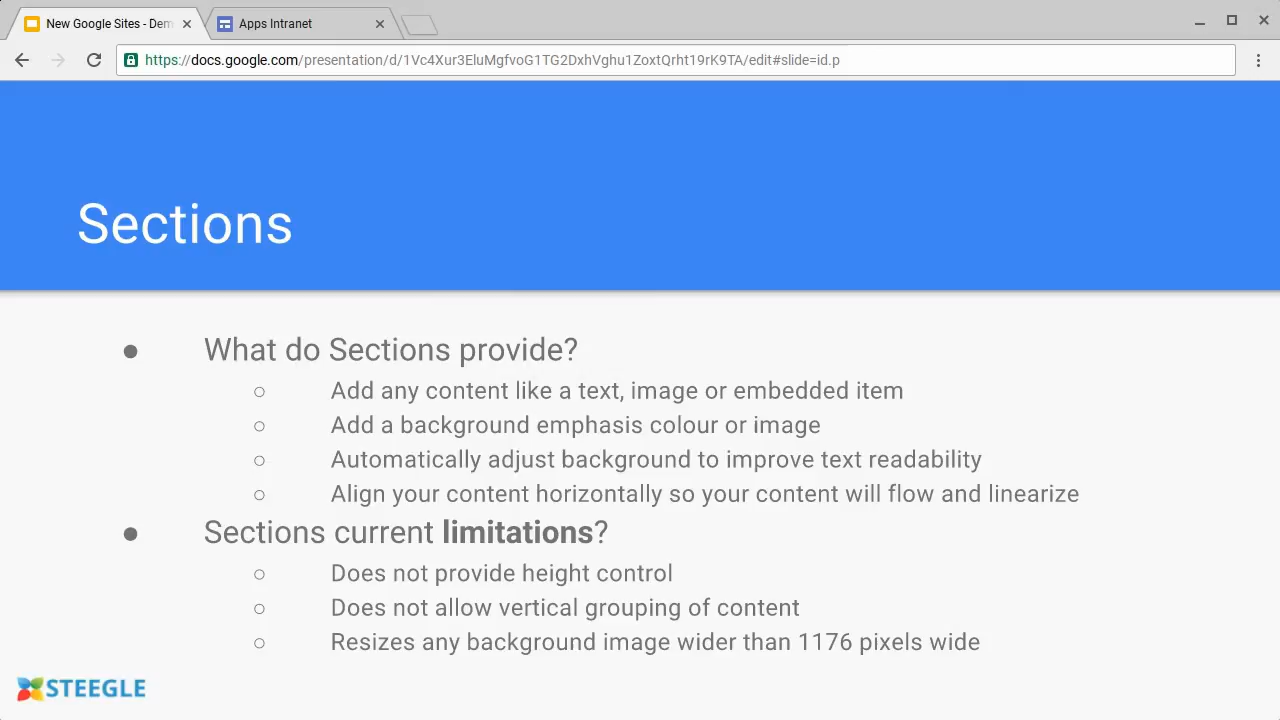 New Google Sites - Dem
Apps Intranet
https://docs.google.com/presentation/d/1Vc4Xur3EluMgfvoG1TG2DxhVghu1ZoxtQrht19rK9TA/edit#slide=id.p
Sections
● What do Sections provide?
○ Add any content like a text, image or embedded item
○ Add a background emphasis colour or image
○ Automatically adjust background to improve text readability
○ Align your content horizontally so your content will flow and linearize
● Sections current limitations?
○ Does not provide height control
○ Does not allow vertical grouping of content
○ Resizes any background image wider than 1176 pixels wide
STEEGLE